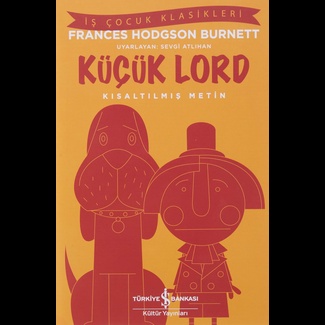 İŞ ÇOCUK KLASİKLERİ
FRANCES HODGSON BURNETT
UYARLAYAN: SEVGİ ATLIHAN
KÜÇÜK LORD
KISALTILMIŞ METİN
TÜRKİYE İŞ BANKASI
Kültür Yayınları